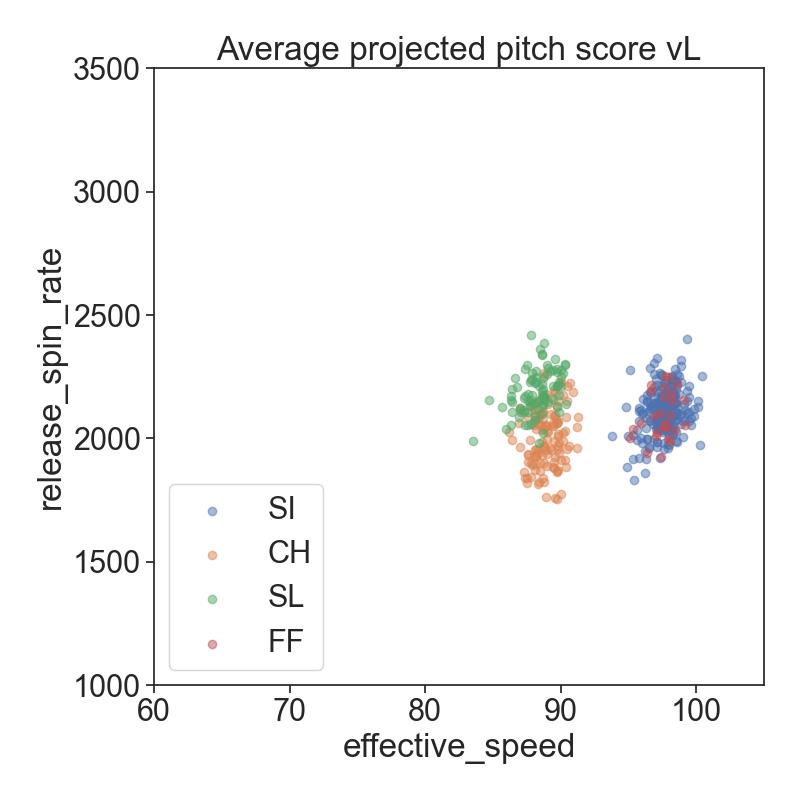 Average projected pitch score vL
3500
3000
2500
2000
1500
1000
release_spin_rate
SI
CH
SL
FF
60
70
80
90
100
effective_speed